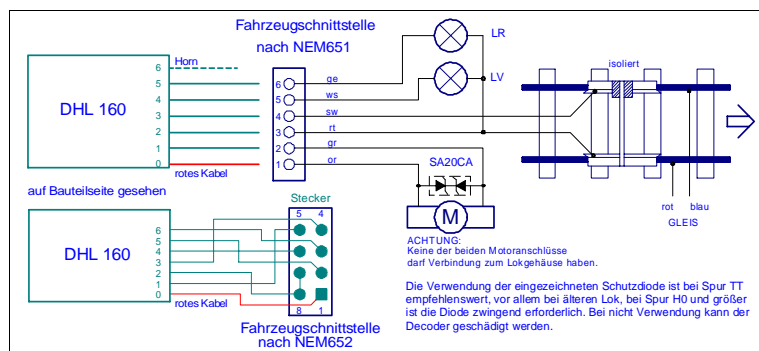 Fahrzeugschnittstelle
nach NEM651
LR
LV
isoliert
DHL 160
6
5
4
3
2
1
0
Horn
rotes Kabel
6
5
4
3
2
1
ge
ws
sw
rt
gr
or
SA20CA
M
rot
blau
GLEIS
auf Bauteilseite gesehen
Stecker
DHL 160
6
5
4
3
2
1
0
rotes Kabel
5 4
8 1
Fahrzeugschnittstelle
nach NEM652
ACHTUNG:
Keine der beiden Motoranschlüsse
darf Verbindung zum Lokgehäuse haben.
Die Verwendung der eingezeichneten Schutzdiode ist bei Spur TT
empfehlenswert, vor allem bei älteren Lok, bei Spur H0 und größer
ist die Diode zwingend erforderlich. Bei nicht Verwendung kann der
Decoder geschädigt werden.